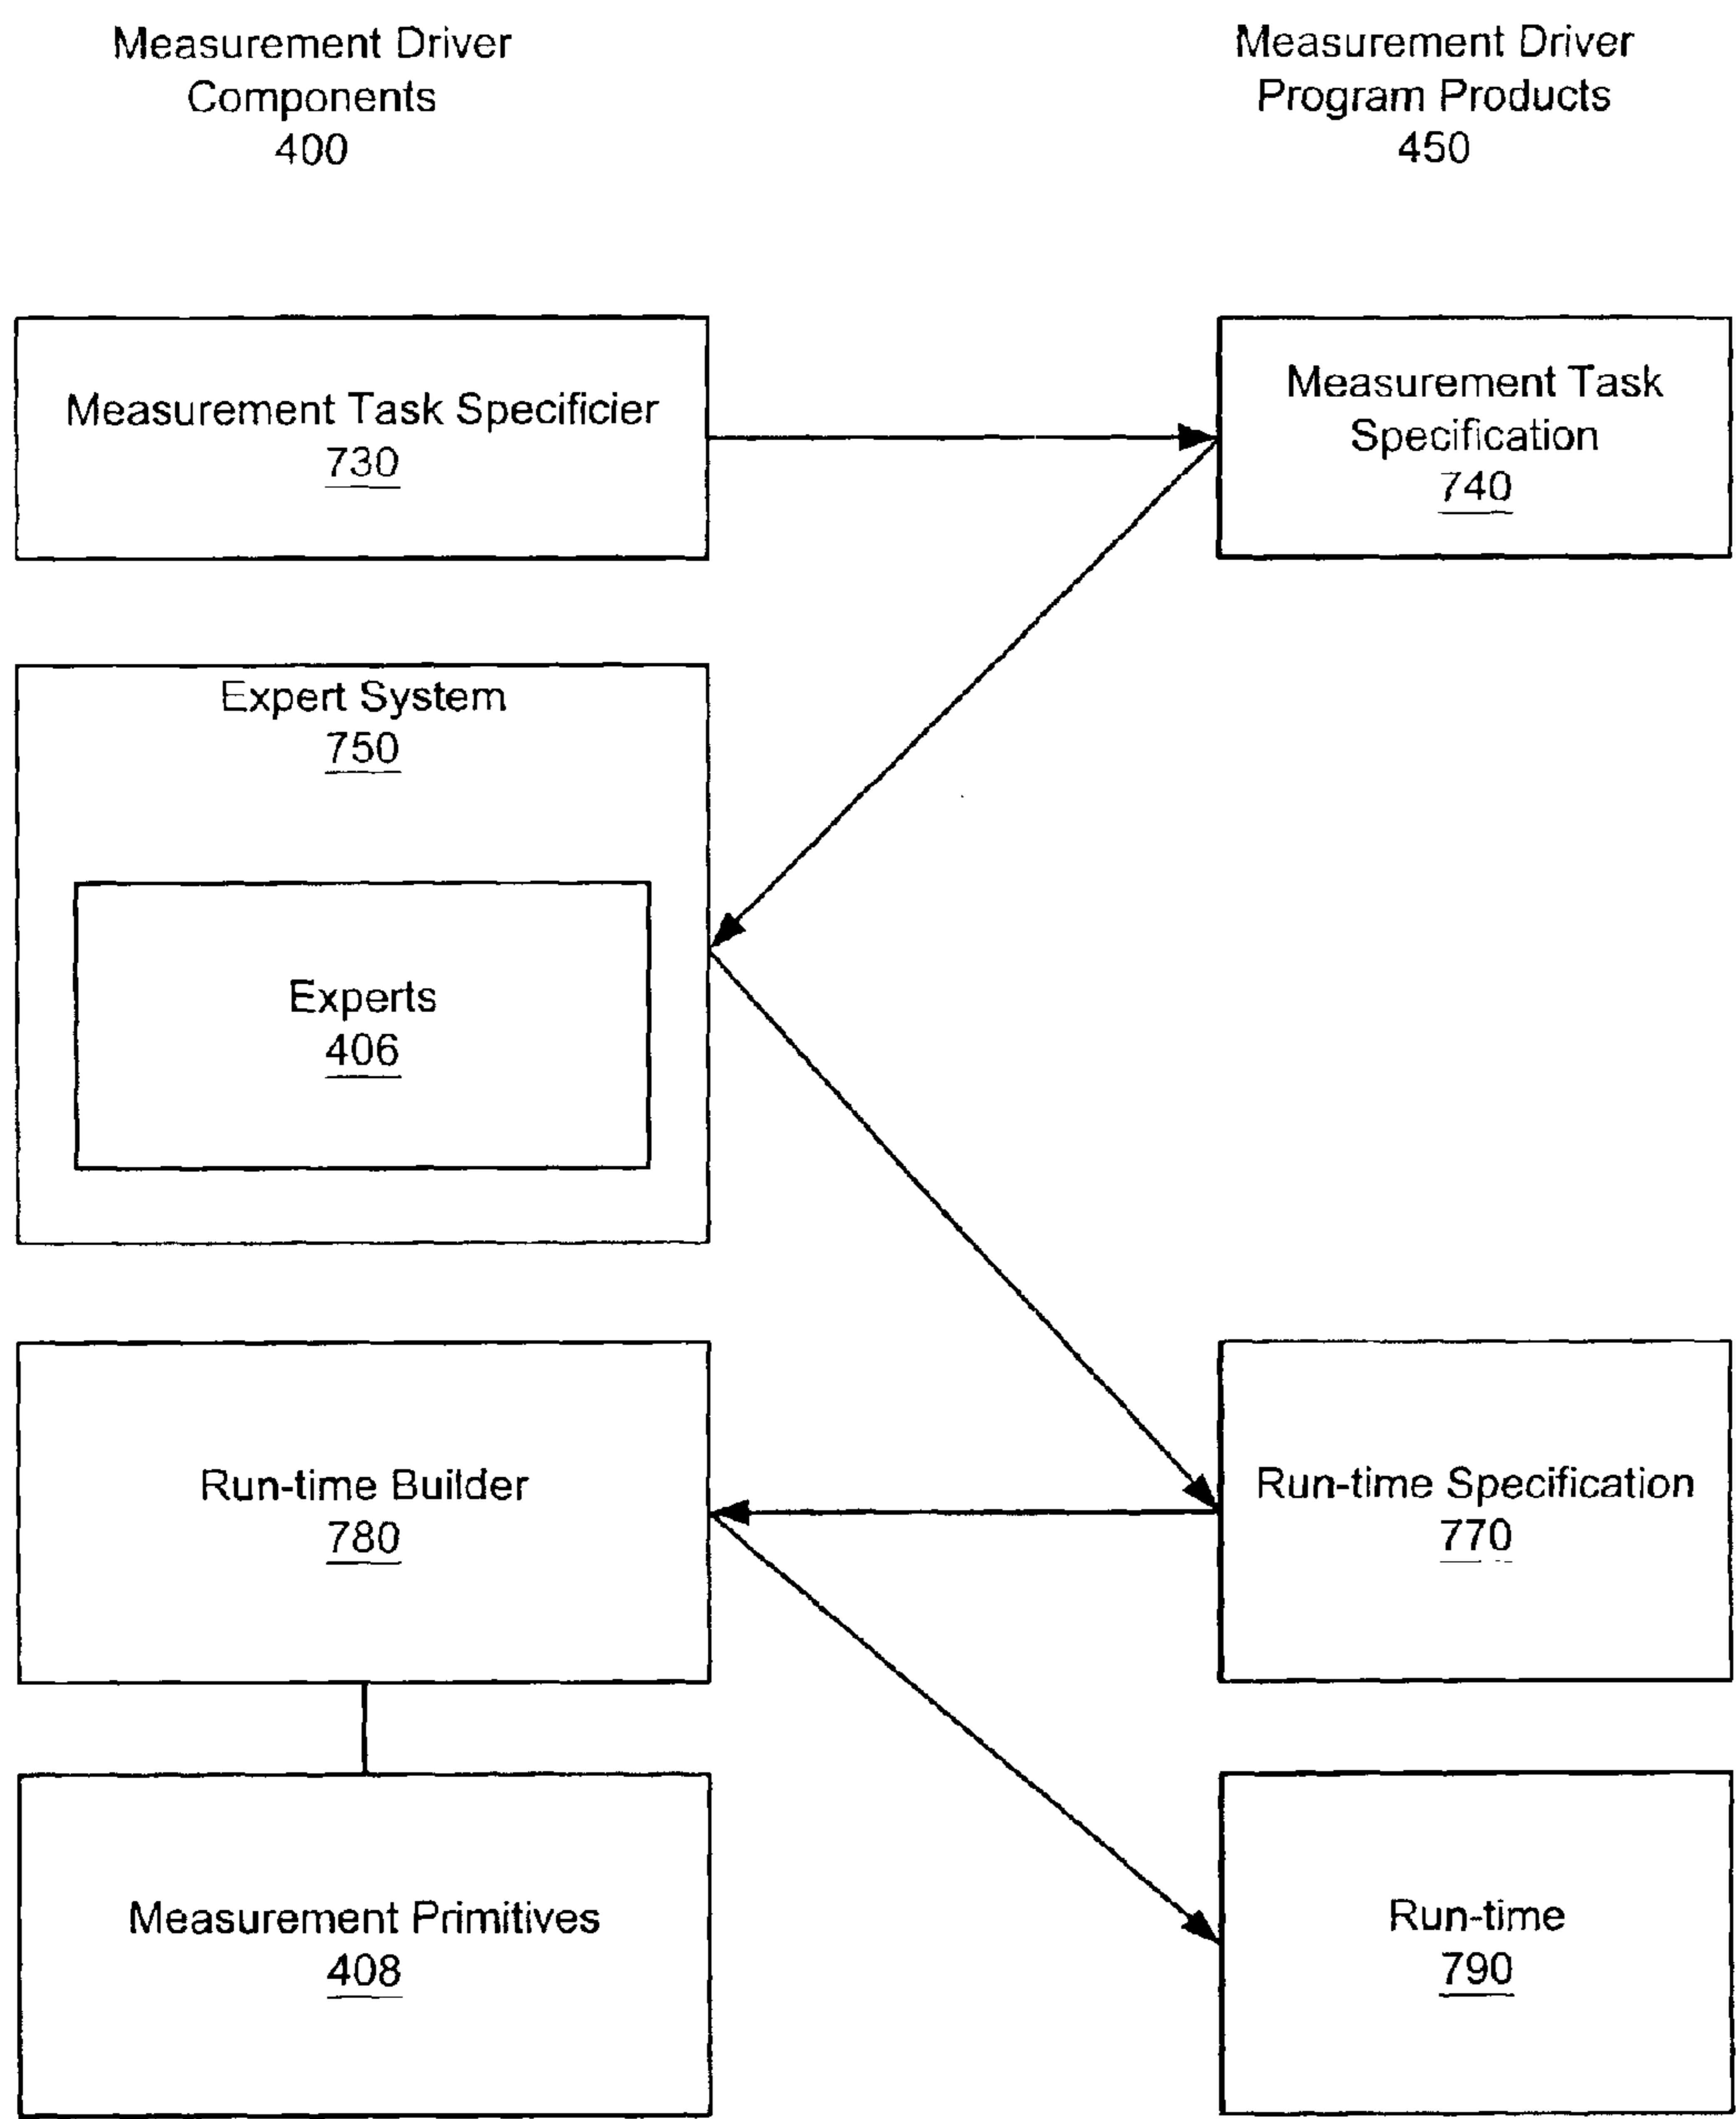 Measurement Driver
Components
400
Measurement Driver
Program Products
450
Measurement Task Specificier
730
Measurement Task
Specification
740
Expert System
750
Experts
406
Run-time Builder
780
Run-time Specification
770
Measurement Primitives
408
Run-time
790